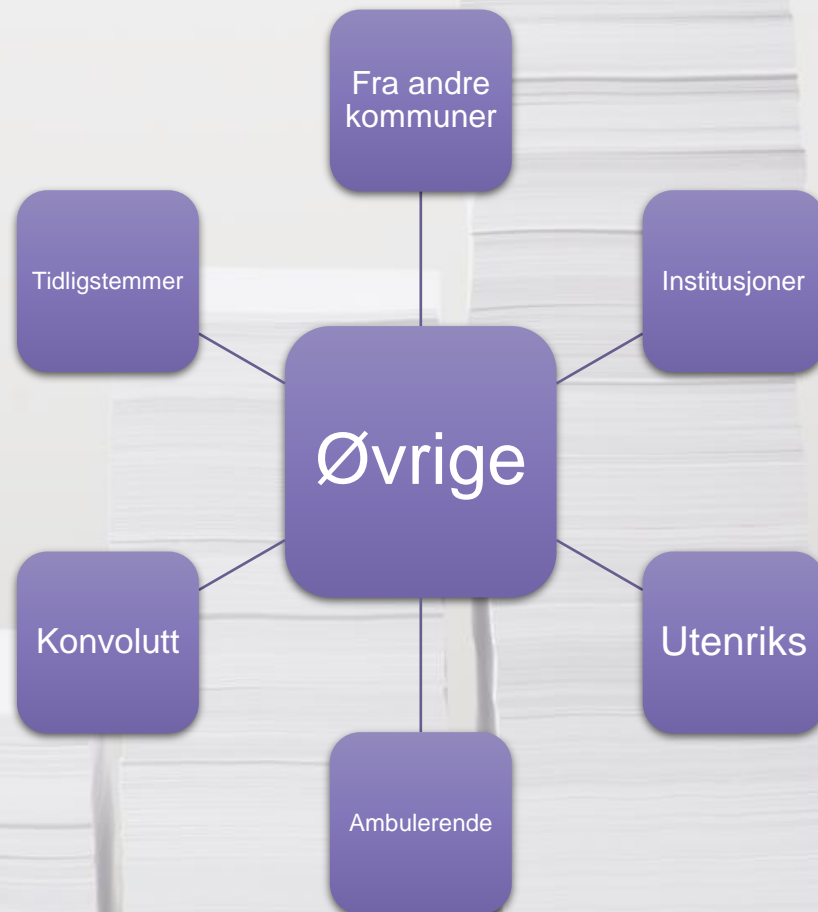 Fra andre
kommuner
Tidligstemmer
Institusjoner
Øvrige
Konvolutt
Utenriks
Ambulerende